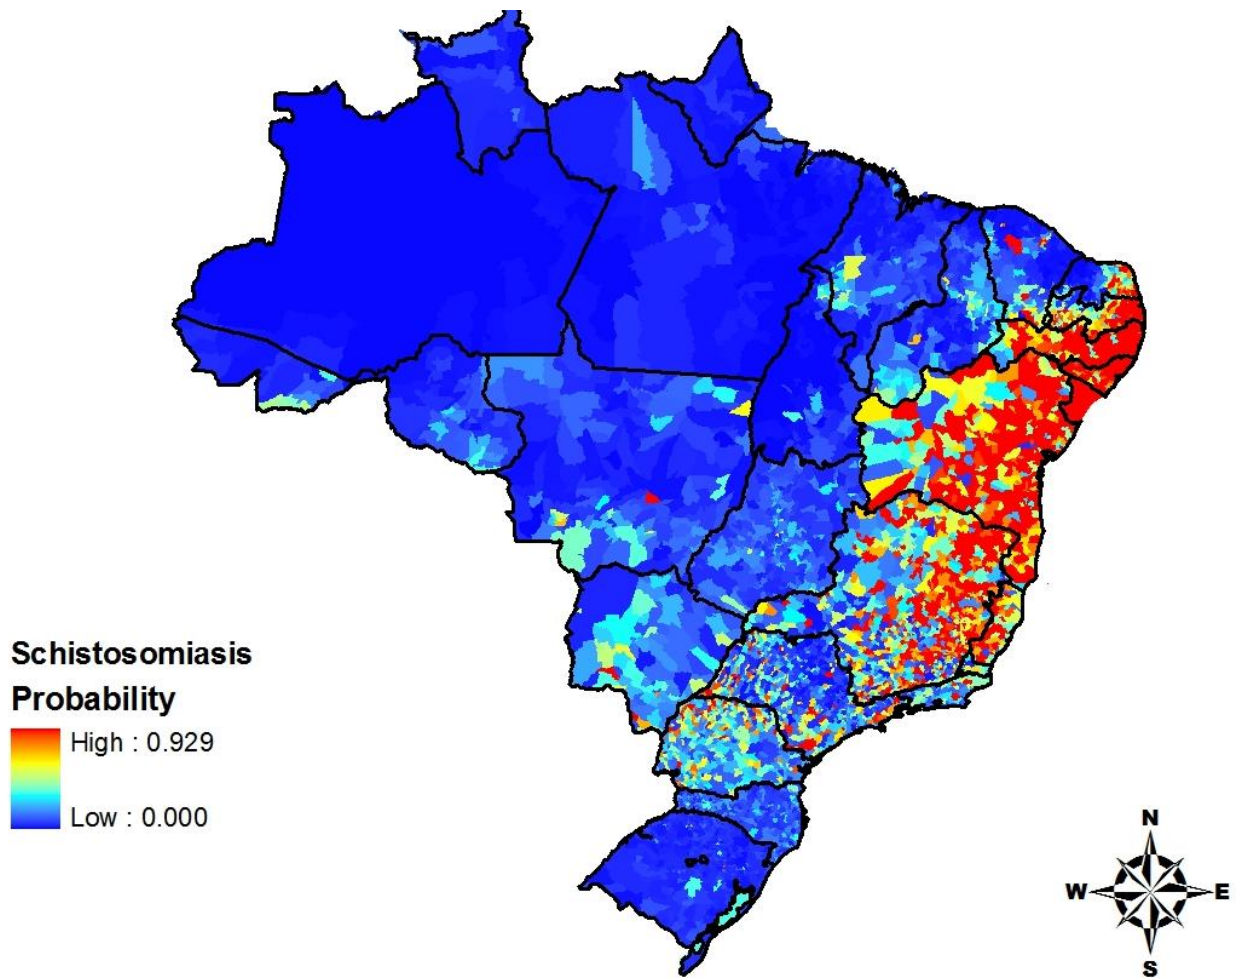 Schistosomiasis
Probability
High : 0.929
Low : 0.000
N
W E
S